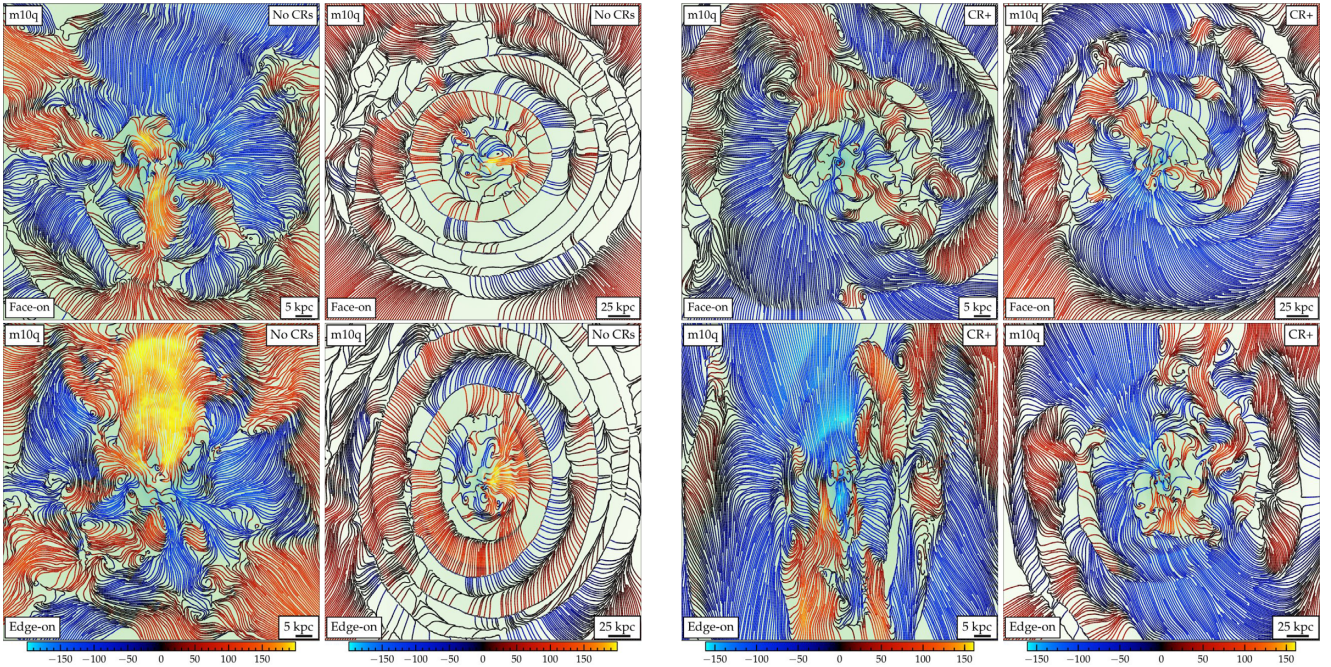 m10q No CRs m10q No CRs m10q CR+ m10q CR+
Face-on 5 kpc Face-on 25 kpc Face-on 5 kpc Face-on 25 kpc
m10q No CRs m10q No CRs m10q CR+ m10q CR+
Edge-on 5 kpc Edge-on 25 kpc Edge-on 5 kpc Edge-on 25 kpc
−150 −100 −50 0 50 100 150 −150 −100 −50 0 50 100 150 −150 −100 −50 0 50 100 150 −150 −100 −50 0 50 100 150